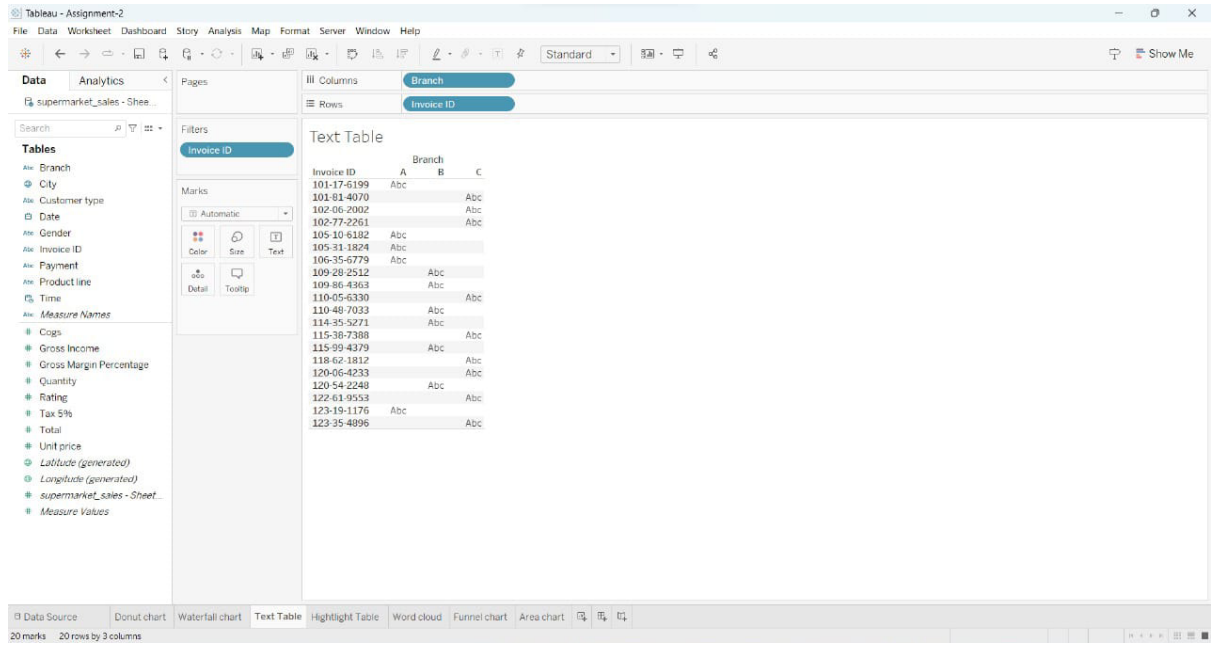 Tableau - Assignment-2
File Data Worksheet Dashboard Story Analysis Map Format Server Window Help
Standard
Show Me
Data Analytics
supermarket_sales - Shee...
Search
Tables
Abc Branch
City
Abc Customer type
Date
Abc Gender
Abc Invoice ID
Abc Payment
Abc Product line
Time
Abc Measure Names
# Cogs
# Gross Income
# Gross Margin Percentage
# Quantity
# Rating
# Tax 5%
# Total
# Unit price
Latitude (generated)
Longitude (generated)
# supermarket_sales - Sheet...
# Measure Values
Pages
Filters
Invoice ID
Marks
Automatic
Color Size Text
Detail Tooltip
Columns Branch
Rows Invoice ID
Text Table
Branch
Invoice ID A B C
101-17-6199 Abc
101-81-4070 Abc
102-06-2002 Abc
102-77-2261 Abc
105-10-6182 Abc
105-31-1824 Abc
106-35-6779 Abc
109-28-2512 Abc
109-86-4363 Abc
110-05-6330 Abc
110-48-7033 Abc
114-35-5271 Abc
115-38-7388 Abc
115-99-4379 Abc
118-62-1812 Abc
120-06-4233 Abc
120-54-2248 Abc
122-61-9553 Abc
123-19-1176 Abc
123-35-4896 Abc
Data Source Donut chart Waterfall chart Text Table Hightlight Table Word cloud Funnel chart Area chart
20 marks 20 rows by 3 columns